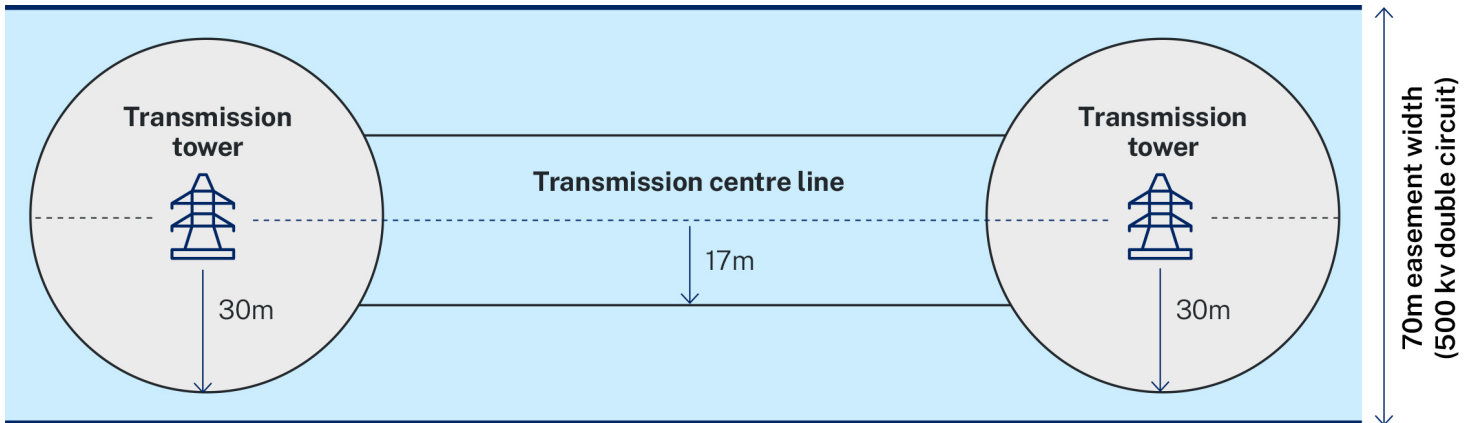 Transmission
tower
Transmission centre line
17m
30m
Transmission
tower
30m
70m easement width
(500 kv double circuit)